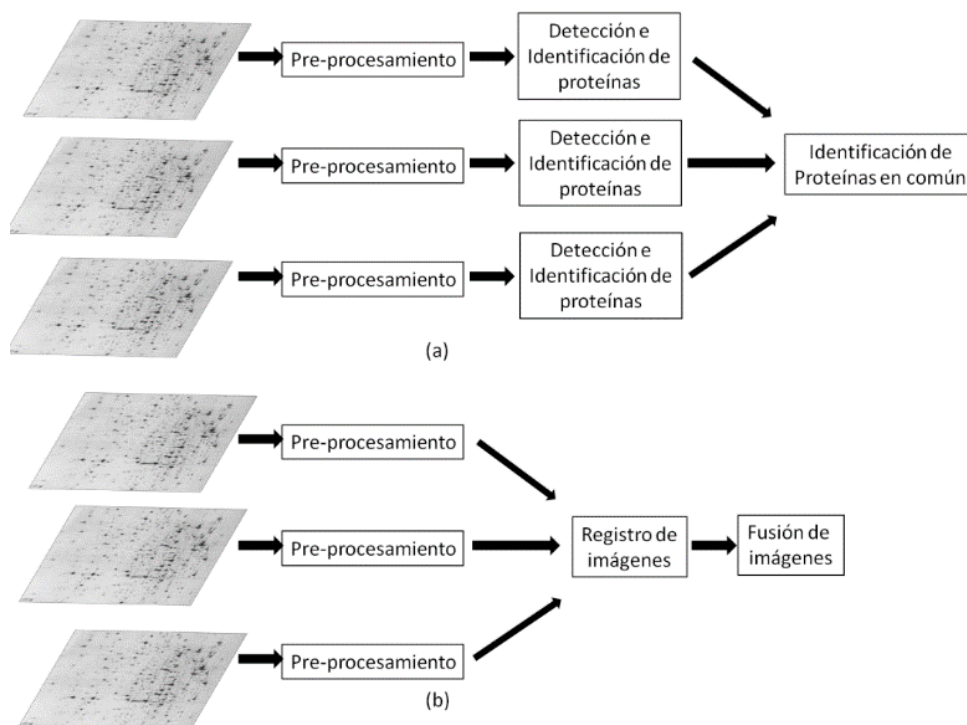 Pre-procesamiento
Detección e
Identificación de
proteínas
Pre-procesamiento
Detección e
Identificación de
proteínas
Identificación de
Proteínas en común
Pre-procesamiento
Detección e
Identificación de
proteínas
(a)
Pre-procesamiento
Pre-procesamiento
Registro de
imágenes
Fusión de
imágenes
Pre-procesamiento
(b)